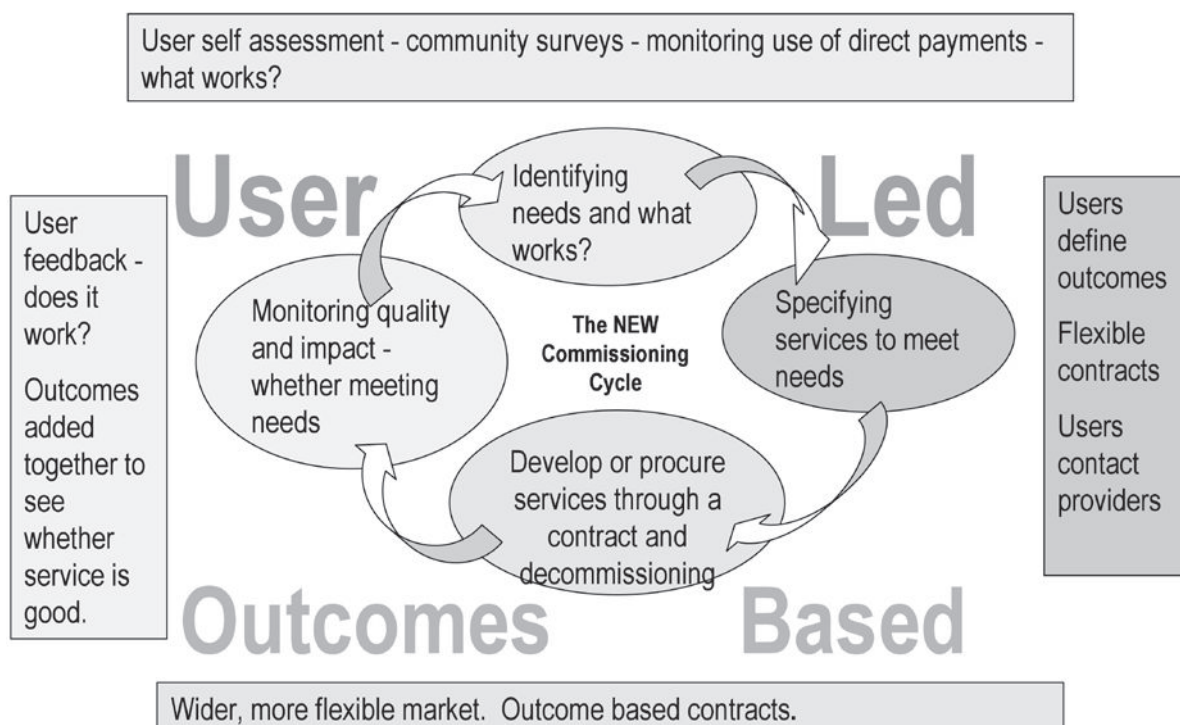 User self assessment - community surveys - monitoring use of direct payments -
what works?
User
Led
Identifying
needs and what
works?
User
feedback -
does it
work?
Outcomes
added
together to
see
whether
service is
good.
Monitoring quality
and impact -
whether meeting
needs
The NEW
Commissioning
Cycle
Specifying
services to meet
needs
Users
define
outcomes
Flexible
contracts
Users
contact
providers
Develop or procure
services through a
contract and
decommissioning
Outcomes
Based
Wider, more flexible market. Outcome based contracts.